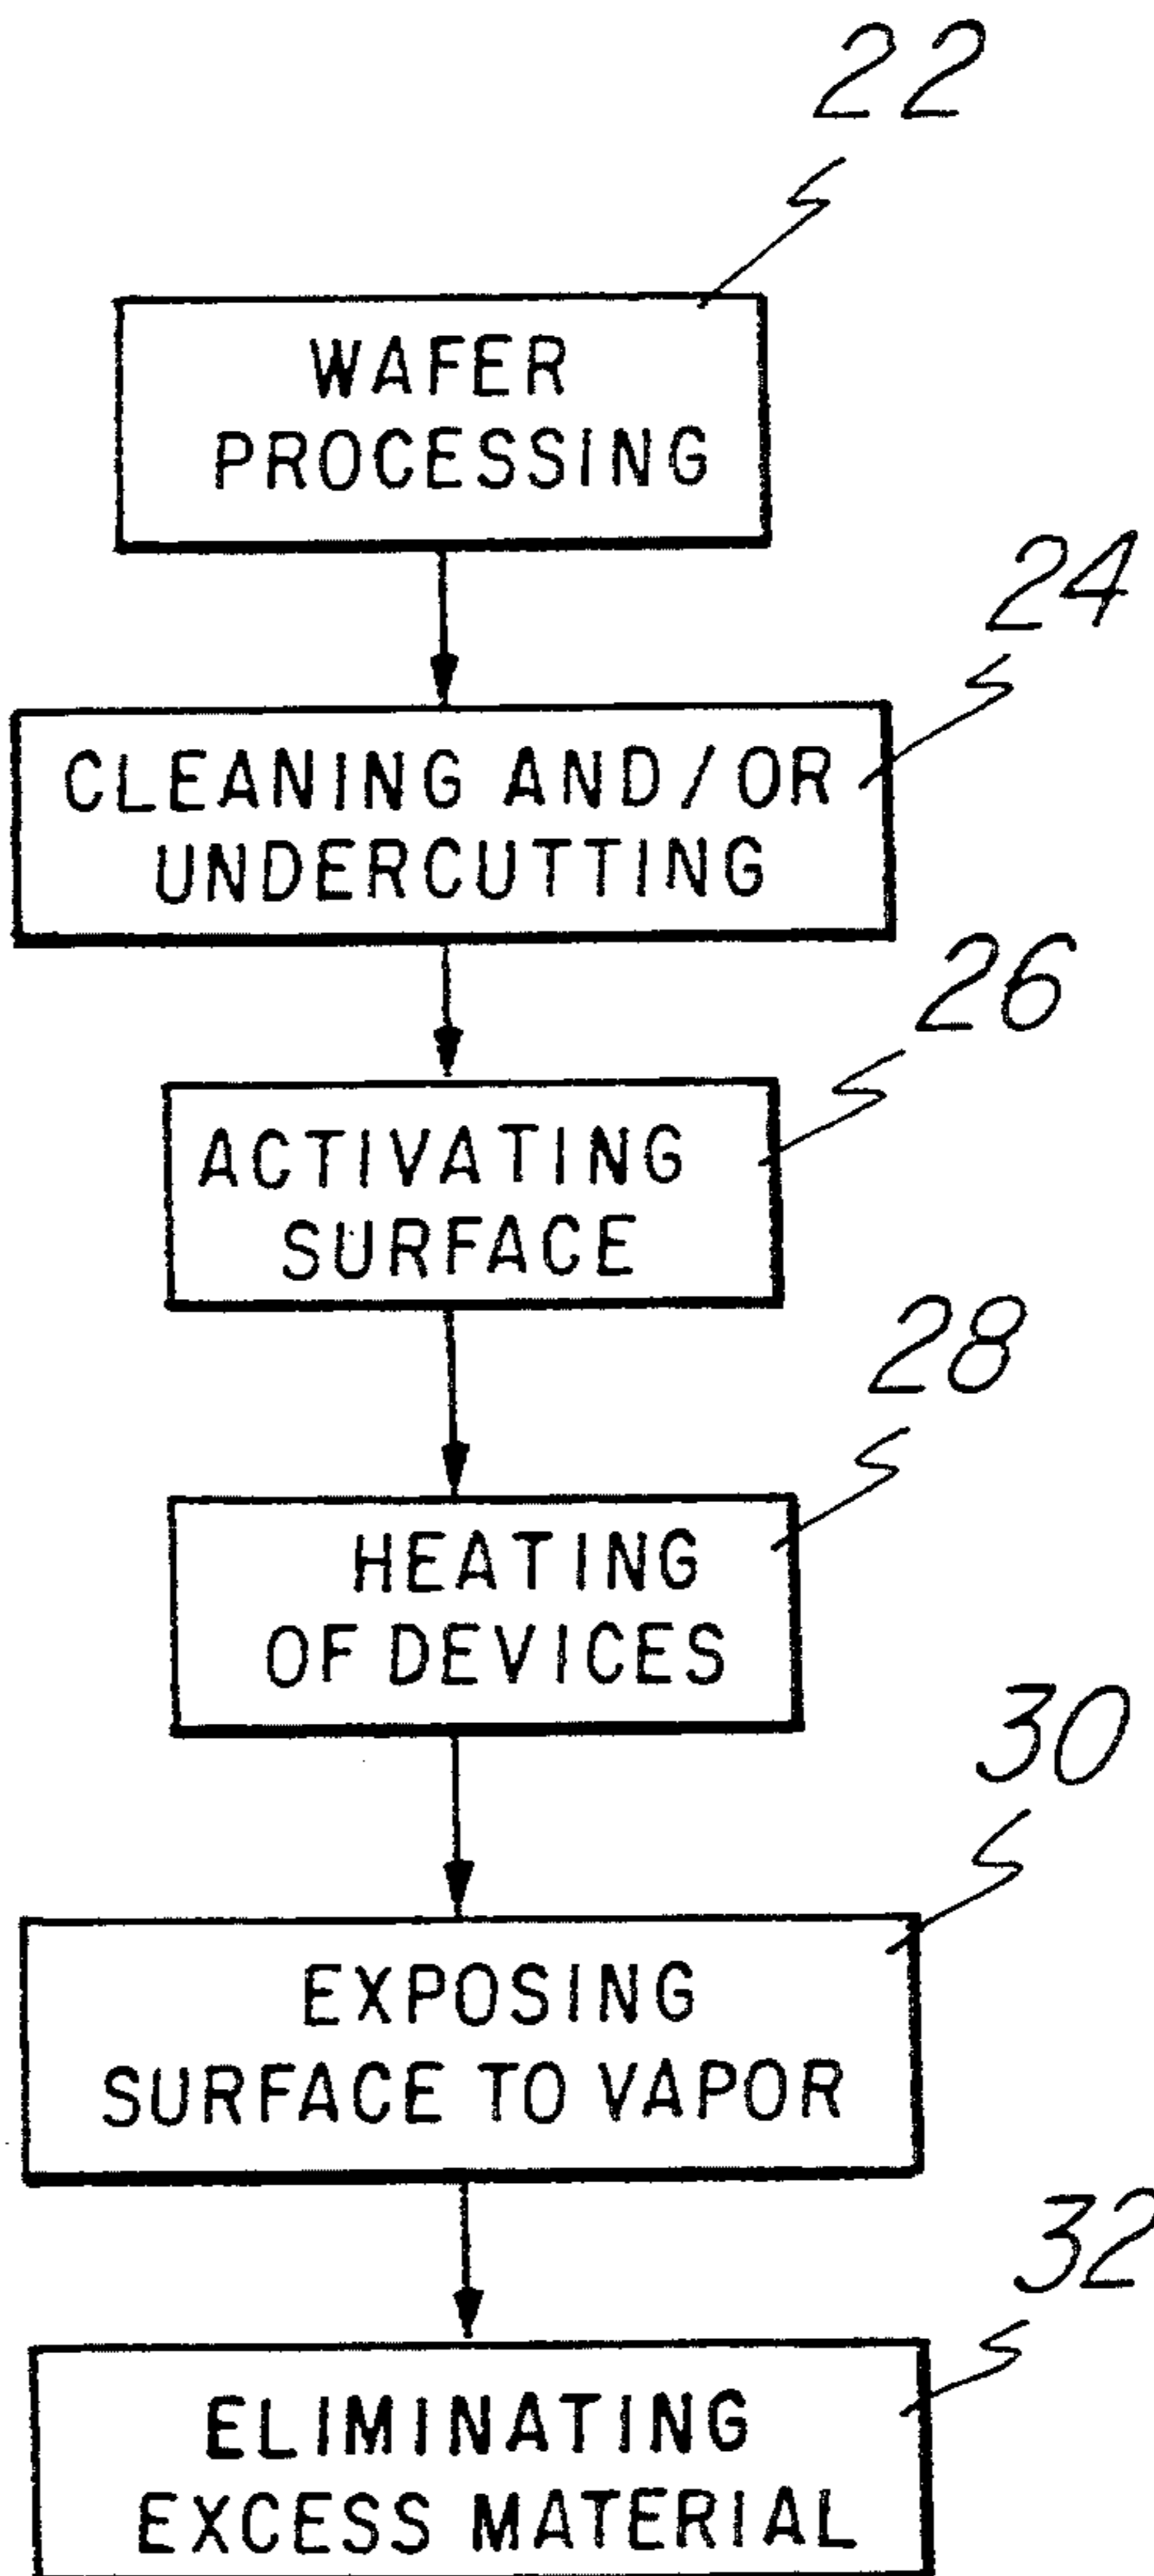 22
WAFER
PROCESSING
24
CLEANING AND/OR
UNDERCUTTING
26
ACTIVATING
SURFACE
28
HEATING
OF DEVICES
30
EXPOSING
SURFACE TO VAPOR
32
ELIMINATING
EXCESS MATERIAL